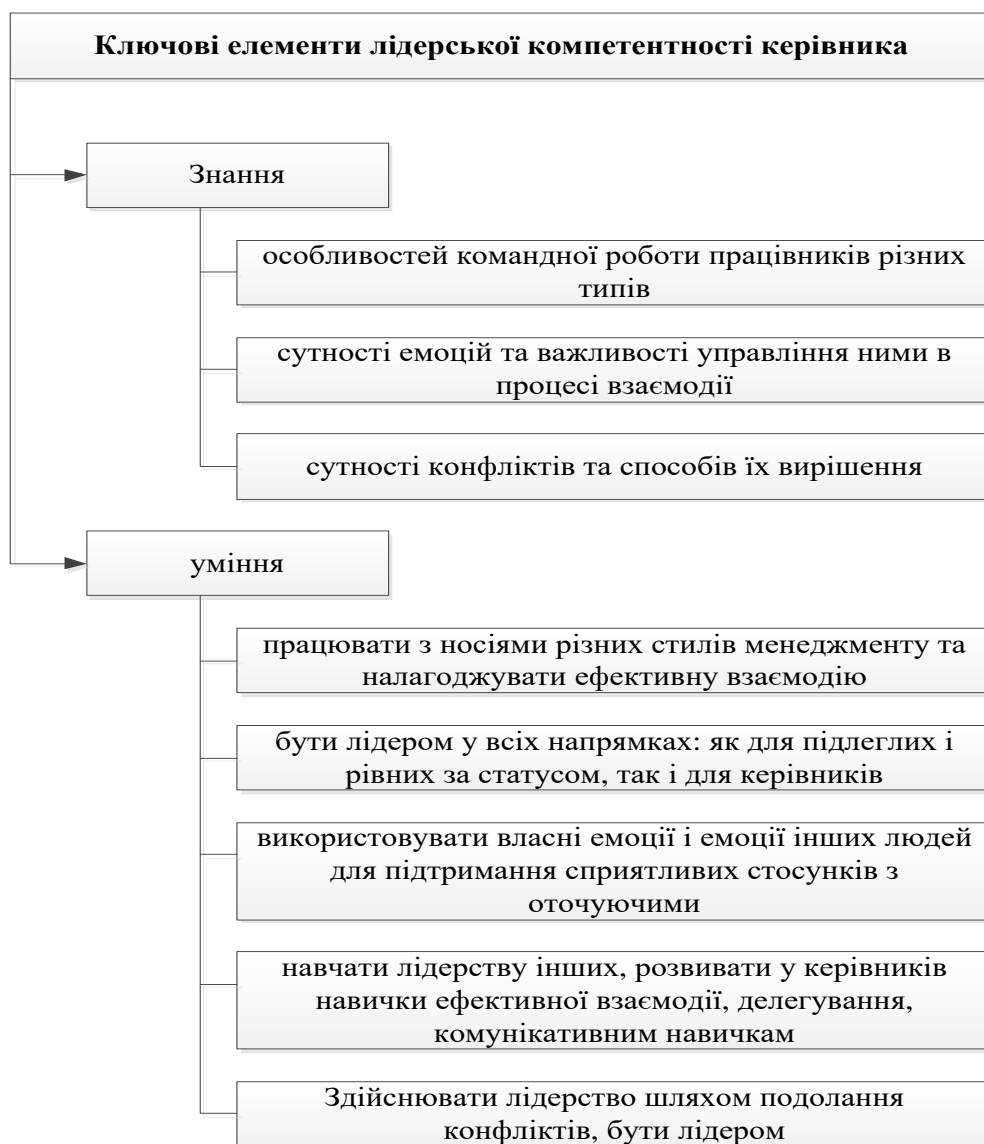 Ключові елементи лідерської компетентності керівника
Знання
особливостей командної роботи працівників різних
типів
сутності емоцій та важливості управління ними в
процесі взаємодії
сутності конфліктів та способів їх вирішення
уміння
працювати з носіями різних стилів менеджменту та
налагоджувати ефективну взаємодію
бути лідером у всіх напрямках: як для підлеглих і
рівних за статусом, так і для керівників
використовувати власні емоції і емоції інших людей
для підтримання сприятливих стосунків з
оточуючими
навчати лідерству інших, розвивати у керівників
навички ефективної взаємодії, делегування,
комунікативним навичкам
Здійснювати лідерство шляхом подолання
конфліктів, бути лідером